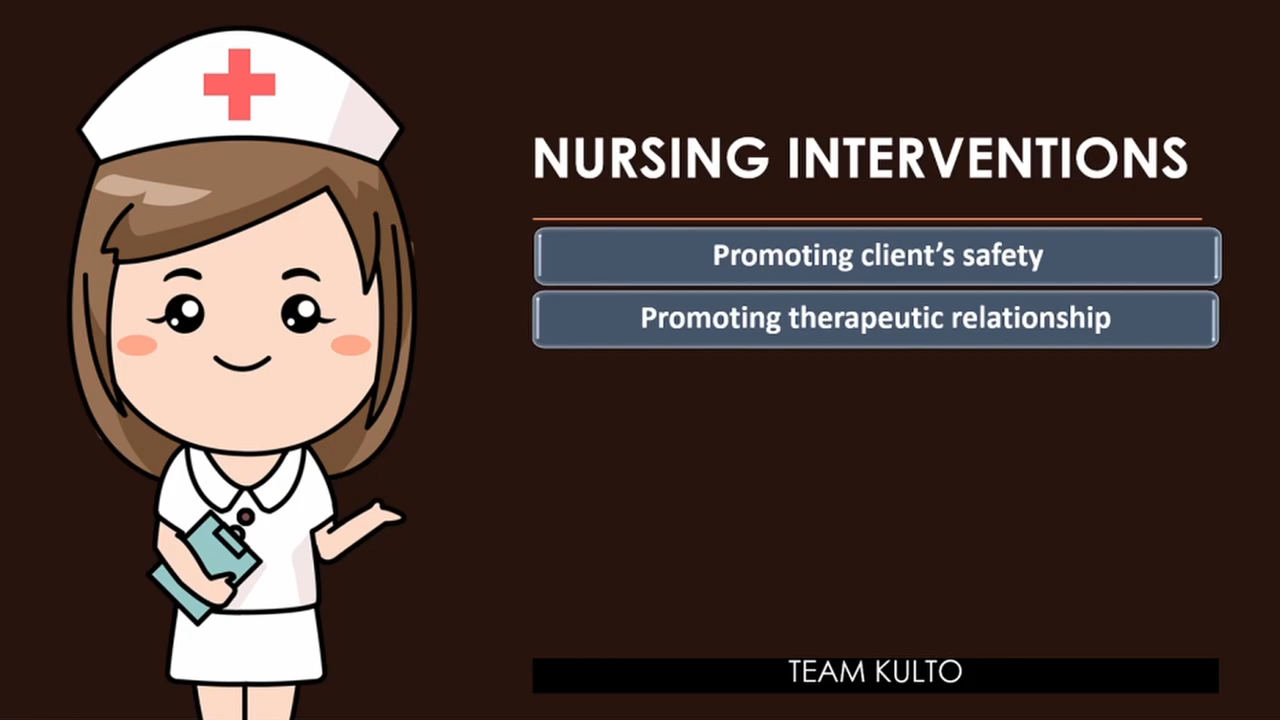 NURSING INTERVENTIONS
Promoting client’s safety
Promoting therapeutic relationship
TEAM KULTO